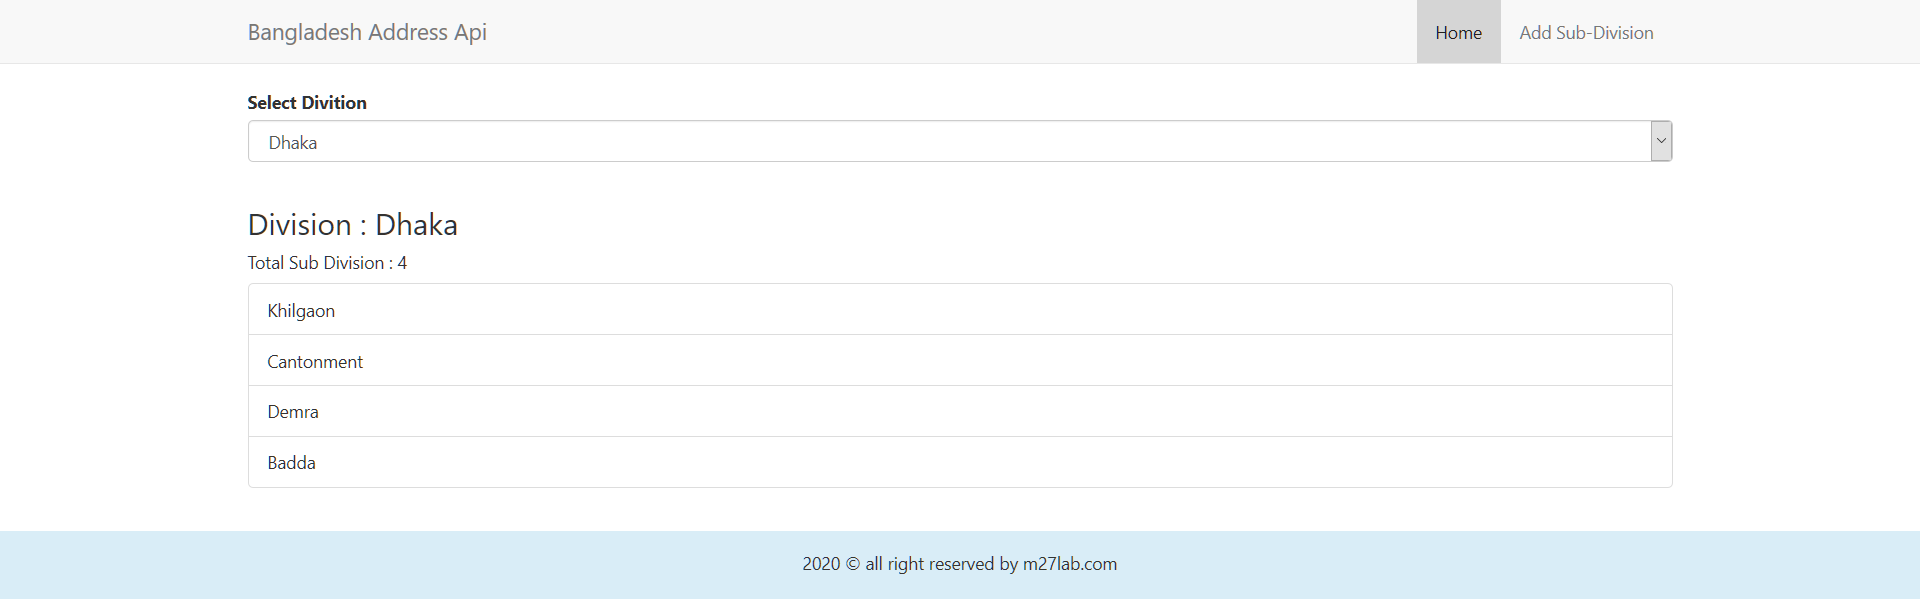 Bangladesh Address Api
Home
Add Sub-Division
Select Divition
Dhaka
Division : Dhaka
Total Sub Division : 4
Khilgaon
Cantonment
Demra
Badda
2020 © all right reserved by m27lab.com